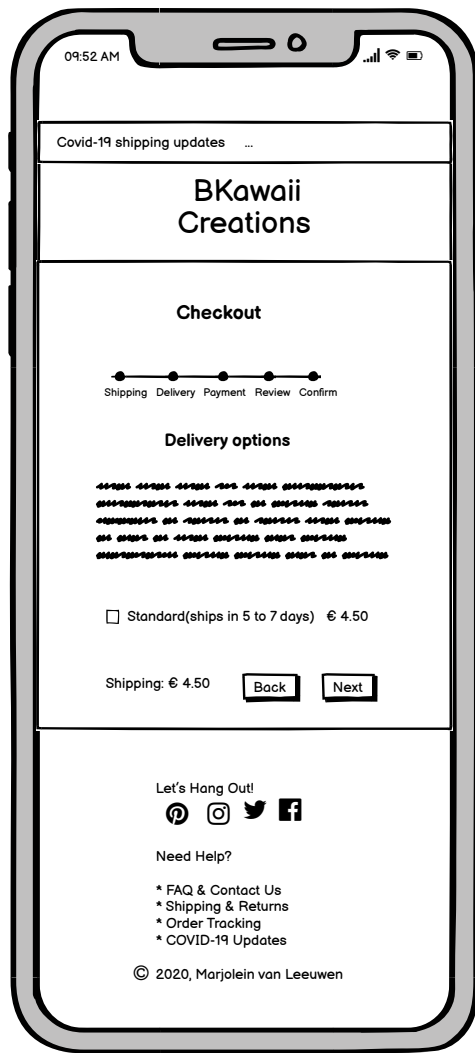 09:52 AM
Covid-19 shipping updates ...
BKawaii
Creations
Checkout
Shipping Delivery Payment Review Confirm
Delivery options
Standard(ships in 5 to 7 days) € 4.50
Shipping: € 4.50 Back Next
Let's Hang Out!
Need Help?
* FAQ & Contact Us
* Shipping & Returns
* Order Tracking
* COVID-19 Updates
© 2020, Marjolein van Leeuwen